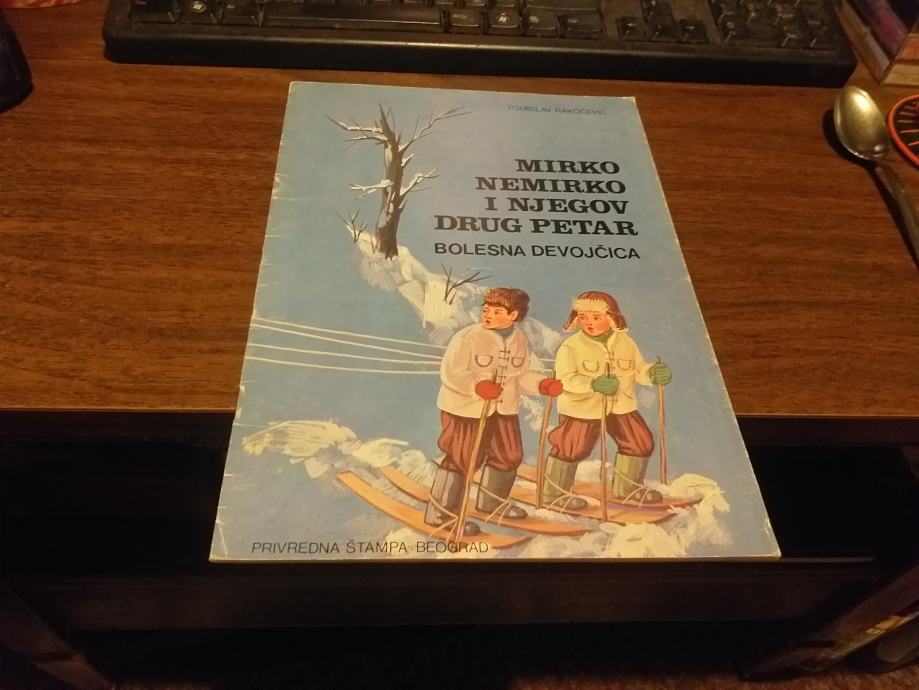 TOMISLAV RAKOČEVIĆ
MIRKO
NEMIRKO
I NJEGOV
DRUG PETAR
BOLESNA DEVOJČICA
PRIVREDNA ŠTAMPA BEOGRAD